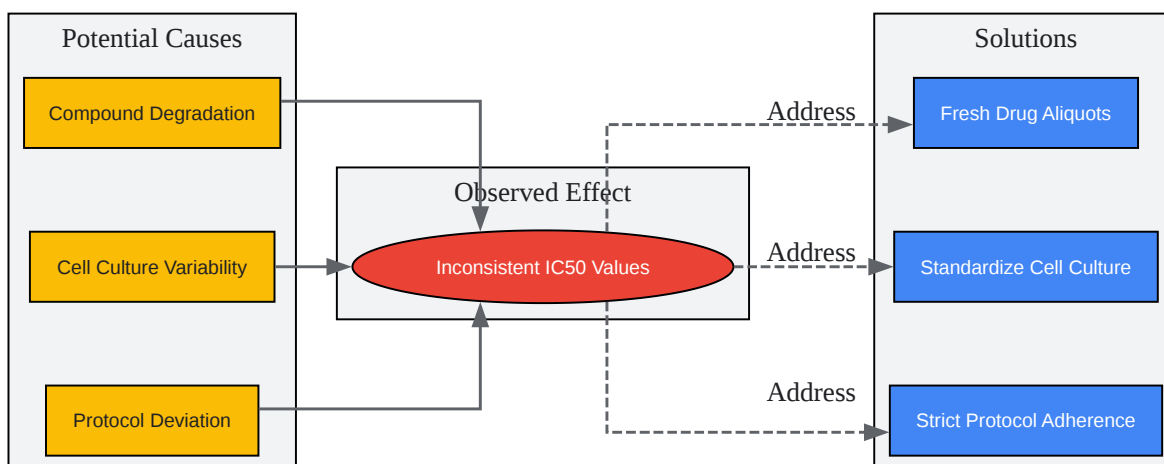 Potential Causes
Compound Degradation
Cell Culture Variability
Protocol Deviation
Observed Effect
Inconsistent IC50 Values
Address
Address
Address
Solutions
Fresh Drug Aliquots
Standardize Cell Culture
Strict Protocol Adherence